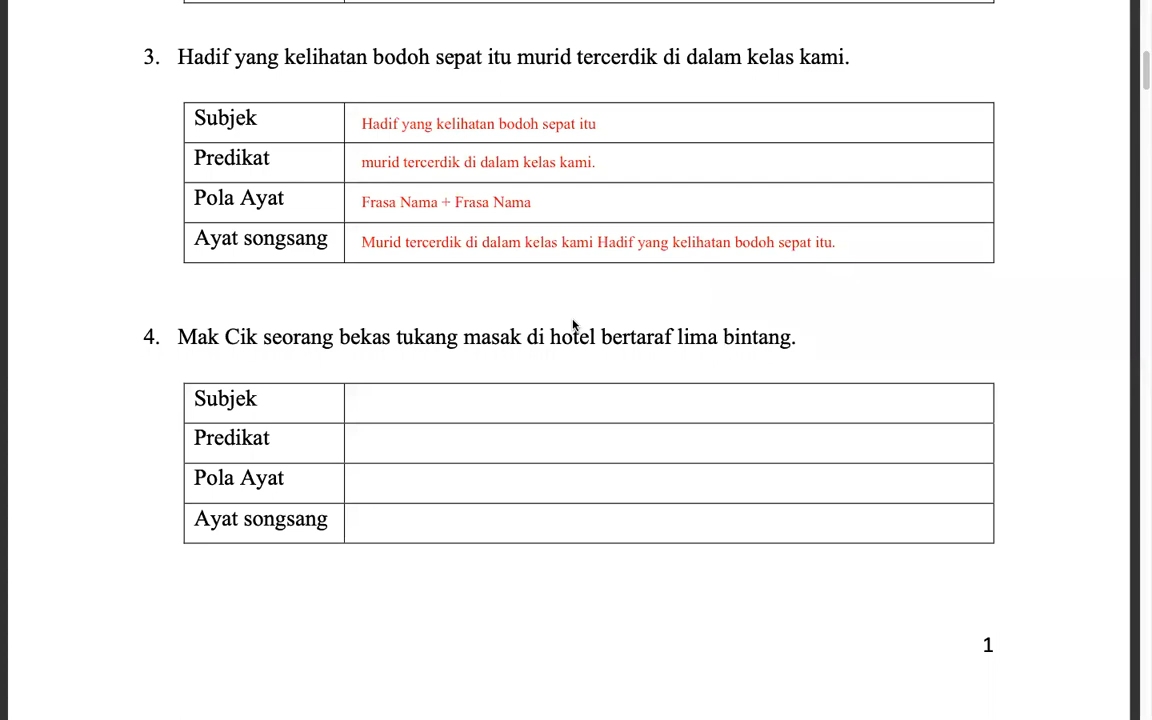 3. Hadif yang kelihatan bodoh sepat itu murid tercerdik di dalam kelas kami.
Subjek Hadif yang kelihatan bodoh sepat itu
Predikat murid tercerdik di dalam kelas kami.
Pola Ayat Frasa Nama + Frasa Nama
Ayat songsang Murid tercerdik di dalam kelas kami Hadif yang kelihatan bodoh sepat itu.
4. Mak Cik seorang bekas tukang masak di hotel bertaraf lima bintang.
Subjek
Predikat
Pola Ayat
Ayat songsang
1